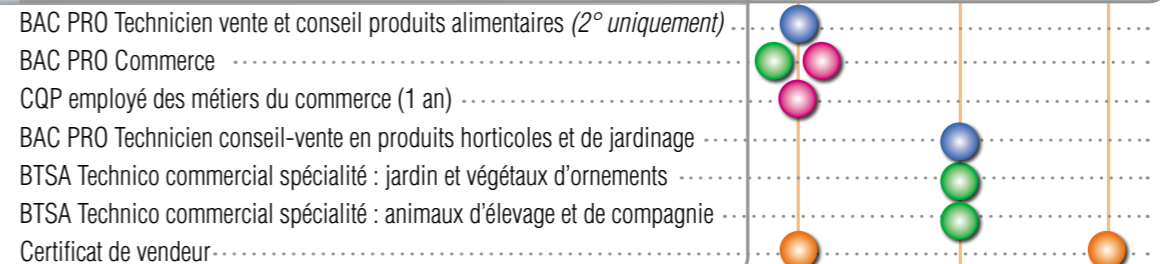 BAC PRO Technicien vente et conseil produits alimentaires (2° uniquement)
BAC PRO Commerce
CQP employé des métiers du commerce (1 an)
BAC PRO Technicien conseil-vente en produits horticoles et de jardinage
BTSA Technico commercial spécialité : jardin et végétaux d'ornements
BTSA Technico commercial spécialité : animaux d'élevage et de compagnie
Certificat de vendeur